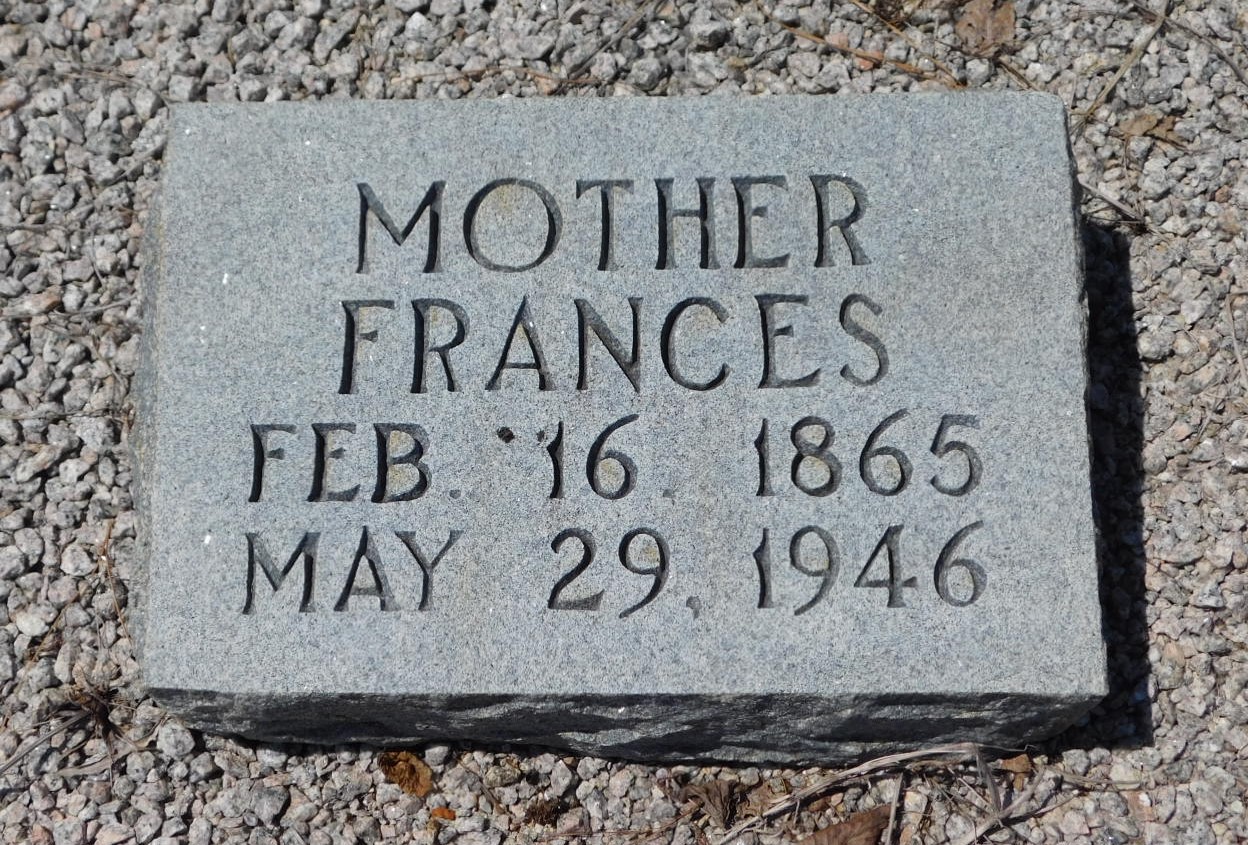 MOTHER
FRANCES
FEB. 16. 1865
MAY 29, 1946